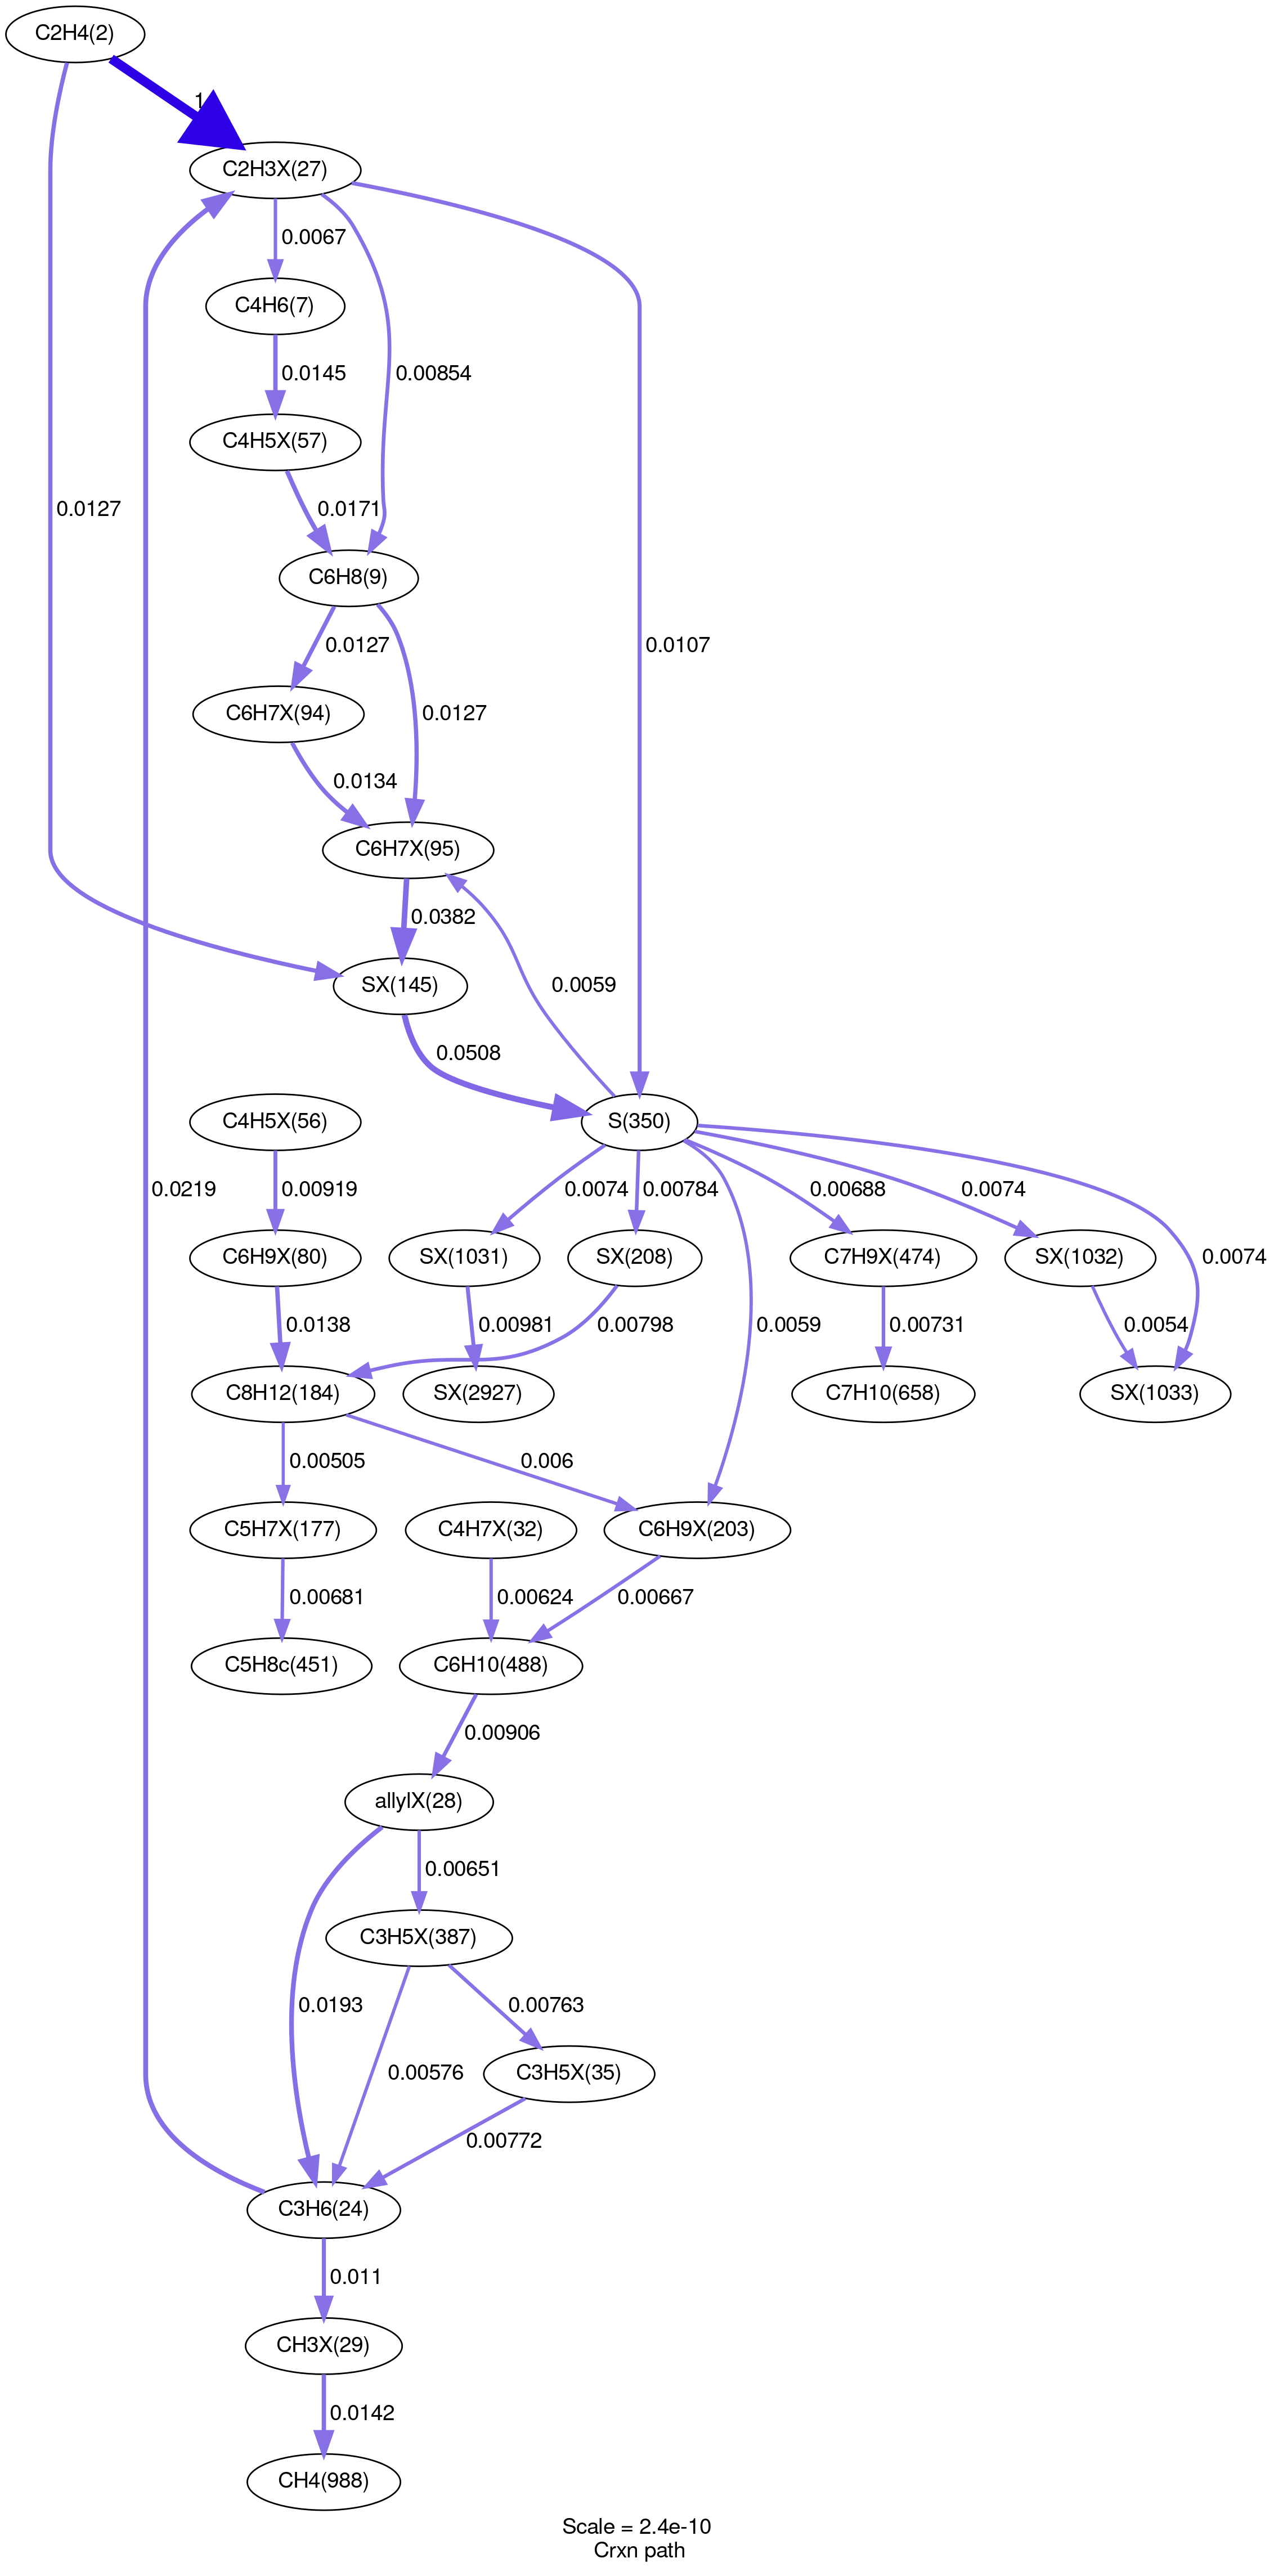 C2H4(2)
1
C2H3X(27)
0.0067
C4H6(7)
0.0145
0.00854
C4H5X(57)
0.0127
0.0171
C6H8(9)
0.0127
0.0107
C6H7X(94)
0.0127
0.0134
C6H7X(95)
0.0382
SX(145)
0.0059
0.0508
C4H5X(56)
S(350)
0.0219
0.00919
0.0074
0.00784
0.00688
0.0074
C6H9X(80)
SX(1031)
SX(208)
C7H9X(474)
SX(1032)
0.0074
0.0138
0.00981
0.00798
0.0059
0.00731
0.0054
C8H12(184)
SX(2927)
C7H10(658)
SX(1033)
0.00505
0.006
C5H7X(177)
C4H7X(32)
C6H9X(203)
0.00681
0.00624
0.00667
C5H8c(451)
C6H10(488)
0.00906
allylX(28)
0.00651
C3H5X(387)
0.0193
0.00763
0.00576
C3H5X(35)
0.00772
C3H6(24)
0.011
CH3X(29)
0.0142
CH4(988)
Scale = 2.4e-10
Crxn path